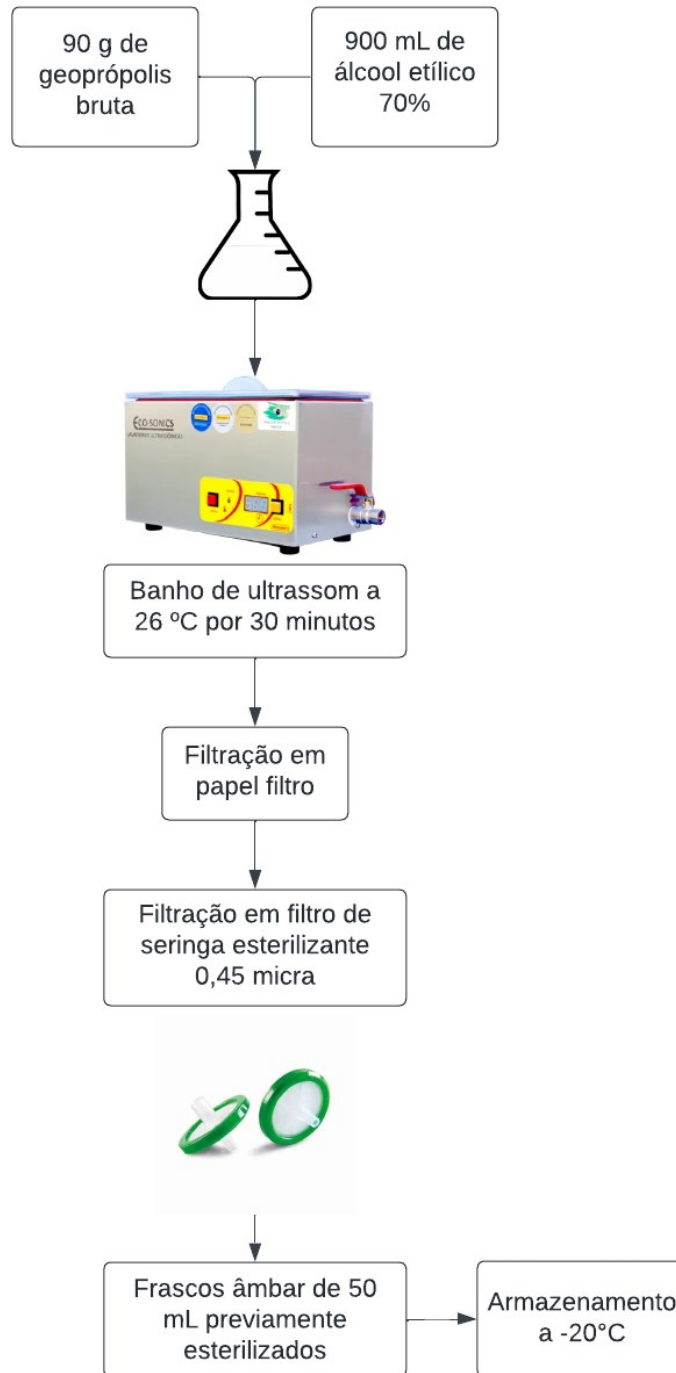 90 g de
geoprópolis
bruta
900 mL de
álcool etílico
70%
ECO-SONICS
Banho de ultrassom a
26 ºC por 30 minutos
Filtração em
papel filtro
Filtração em filtro de
seringa esterilizante
0,45 micra
Frascos âmbar de 50
mL previamente
esterilizados
Armazenamento
a -20°C